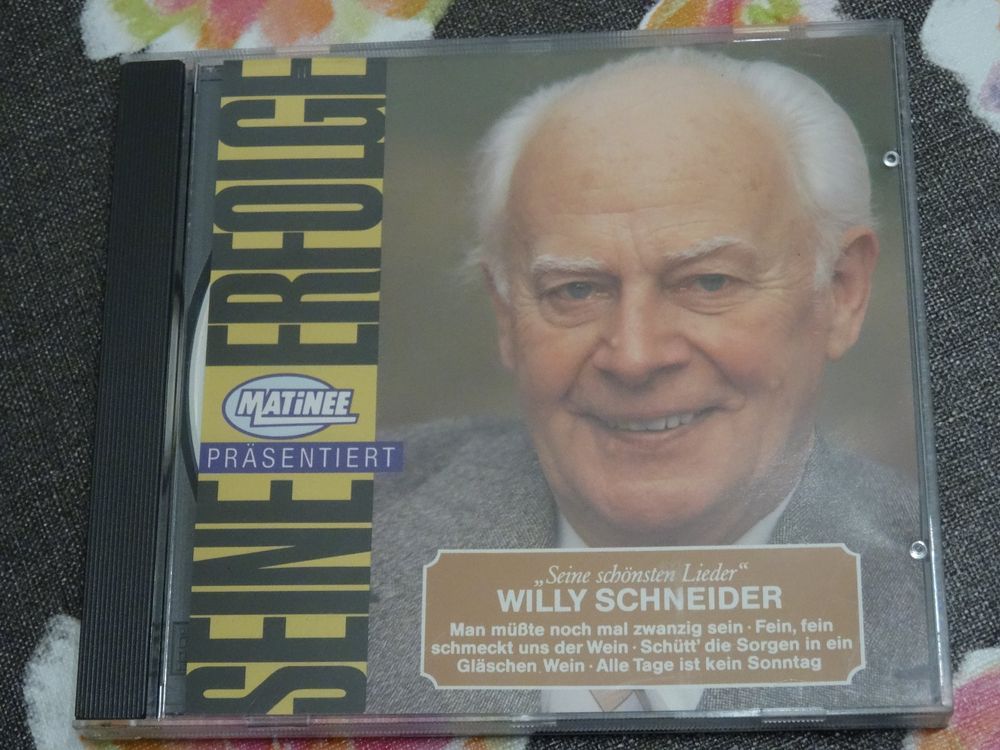 SEINE ERFOLGE
MATiNEE
PRÄSENTIERT
„Seine schönsten Lieder“
WILLY SCHNEIDER
Man müßte noch mal zwanzig sein · Fein, fein
schmeckt uns der Wein · Schütt' die Sorgen in ein
Gläschen Wein · Alle Tage ist kein Sonntag